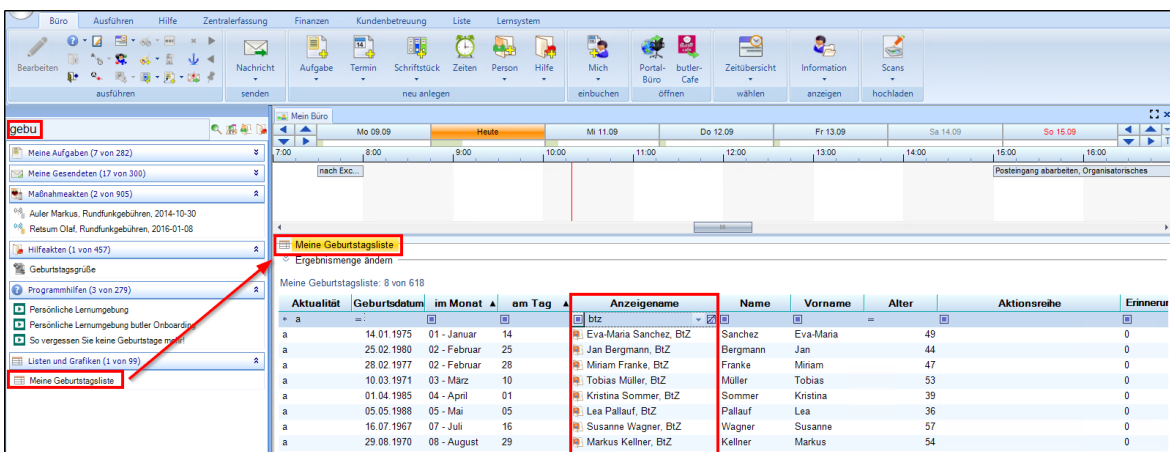 Büro Ausführen Hilfe Zentralerfassung Finanzen Kundenbetreuung Liste Lernsystem
Bearbeiten Nachricht Aufgabe Termin Schriftstück Zeiten Person Hilfe Mich Portal-Büro butler-Cafe Zeitübersicht Information Scans
ausführen senden neu anlegen einbuchen öffnen wählen anzeigen hochladen
gebu
Meine Aufgaben (7 von 282)
Meine Gesendeten (17 von 300)
Maßnahmeakten (2 von 905)
Auler Markus, Rundfunkgebühren, 2014-10-30
Retsum Olaf, Rundfunkgebühren, 2016-01-08
Hilfeakten (1 von 457)
Geburtstagsgrüße
Programmhilfen (3 von 279)
Persönliche Lernumgebung
Persönliche Lernumgebung butler Onboarding
So vergessen Sie keine Geburtstage mehr!
Listen und Grafiken (1 von 99)
Meine Geburtstagsliste
Mein Büro
Mo 09.09 Heute Mi 11.09 Do 12.09 Fr 13.09 Sa 14.09 So 15.09
7:00 8:00 9:00 10:00 11:00 12:00 13:00 14:00 15:00 16:00
nach Exc... Posteingang abarbeiten, Organisatorisches
Meine Geburtstagsliste
Ergebnismenge ändern
Meine Geburtstagsliste: 8 von 618
Aktualität Geburtsdatum im Monat am Tag Anzeigename Name Vorname Alter Aktionsreihe Erinnerur
a = btz =
a 14.01.1975 01 - Januar 14 Eva-Maria Sanchez, BtZ Sanchez Eva-Maria 49 0
a 25.02.1980 02 - Februar 25 Jan Bergmann, BtZ Bergmann Jan 44 0
a 28.02.1977 02 - Februar 28 Miriam Franke, BtZ Franke Miriam 47 0
a 10.03.1971 03 - März 10 Tobias Müller, BtZ Müller Tobias 53 0
a 01.04.1985 04 - April 01 Kristina Sommer, BtZ Sommer Kristina 39 0
a 05.05.1988 05 - Mai 05 Lea Pallauf, BtZ Pallauf Lea 36 0
a 16.07.1967 07 - Juli 16 Susanne Wagner, BtZ Wagner Susanne 57 0
a 29.08.1970 08 - August 29 Markus Kellner, BtZ Kellner Markus 54 0